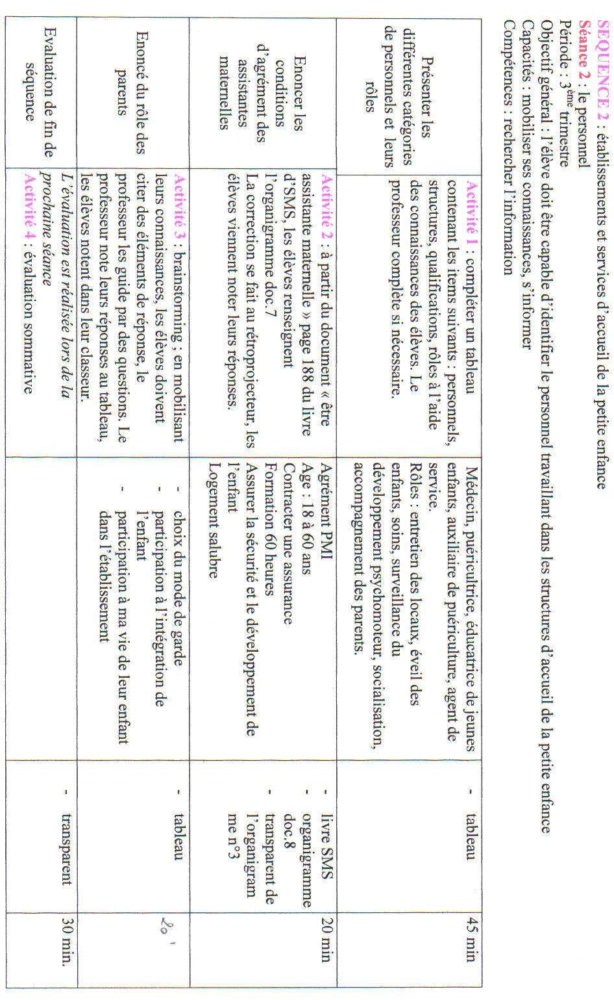 SEQUENCE 2 : établissements et services d'accueil de la petite enfance
Séance 2 : le personnel
Période : 3ème trimestre
Objectif général : l'élève doit être capable d'identifier le personnel travaillant dans les structures d'accueil de la petite enfance
Capacités : mobiliser ses connaissances, s'informer
Compétences : rechercher l'information
Présenter les
différentes catégories
de personnels et leurs
rôles
Activité 1 : compléter un tableau
contenant les items suivants : personnels,
structures, qualifications, rôles à l'aide
des connaissances des élèves. Le
professeur complète si nécessaire.
Médecin, puéricultrice, éducatrice de jeunes
enfants, auxiliaire de puériculture, agent de
service.
Rôles : entretien des locaux, éveil des
enfants, soins, surveillance du
développement psychomoteur, socialisation,
accompagnement des parents.
- tableau
45 min
Enoncer les
conditions
d'agrément des
assistantes
maternelles
Activité 2 : à partir du document « être
assistante maternelle » page 188 du livre
d'SMS, les élèves renseignent
l'organigramme doc.7
La correction se fait au rétroprojecteur, les
élèves viennent noter leurs réponses.
Agrément PMI
Age : 18 à 60 ans
Contracter une assurance
Formation 60 heures
Assurer la sécurité et le développement de
l'enfant
Logement salubre
- livre SMS
- organigramme
doc.8
- transparent de
l'organigram
me n°3
20 min
Enoncé du rôle des
parents
Activité 3 : brainstorming ; en mobilisant
leurs connaissances, les élèves doivent
citer des éléments de réponse, le
professeur les guide par des questions. Le
professeur note leurs réponses au tableau,
les élèves notent dans leur classeur.
- choix du mode de garde
- participation à l'intégration de
l'enfant
- participation à ma vie de leur enfant
dans l'établissement
- tableau
20'
Evaluation de fin de
séquence
L'évaluation est réalisée lors de la
prochaine séance
Activité 4 : évaluation sommative
- transparent
30 min.